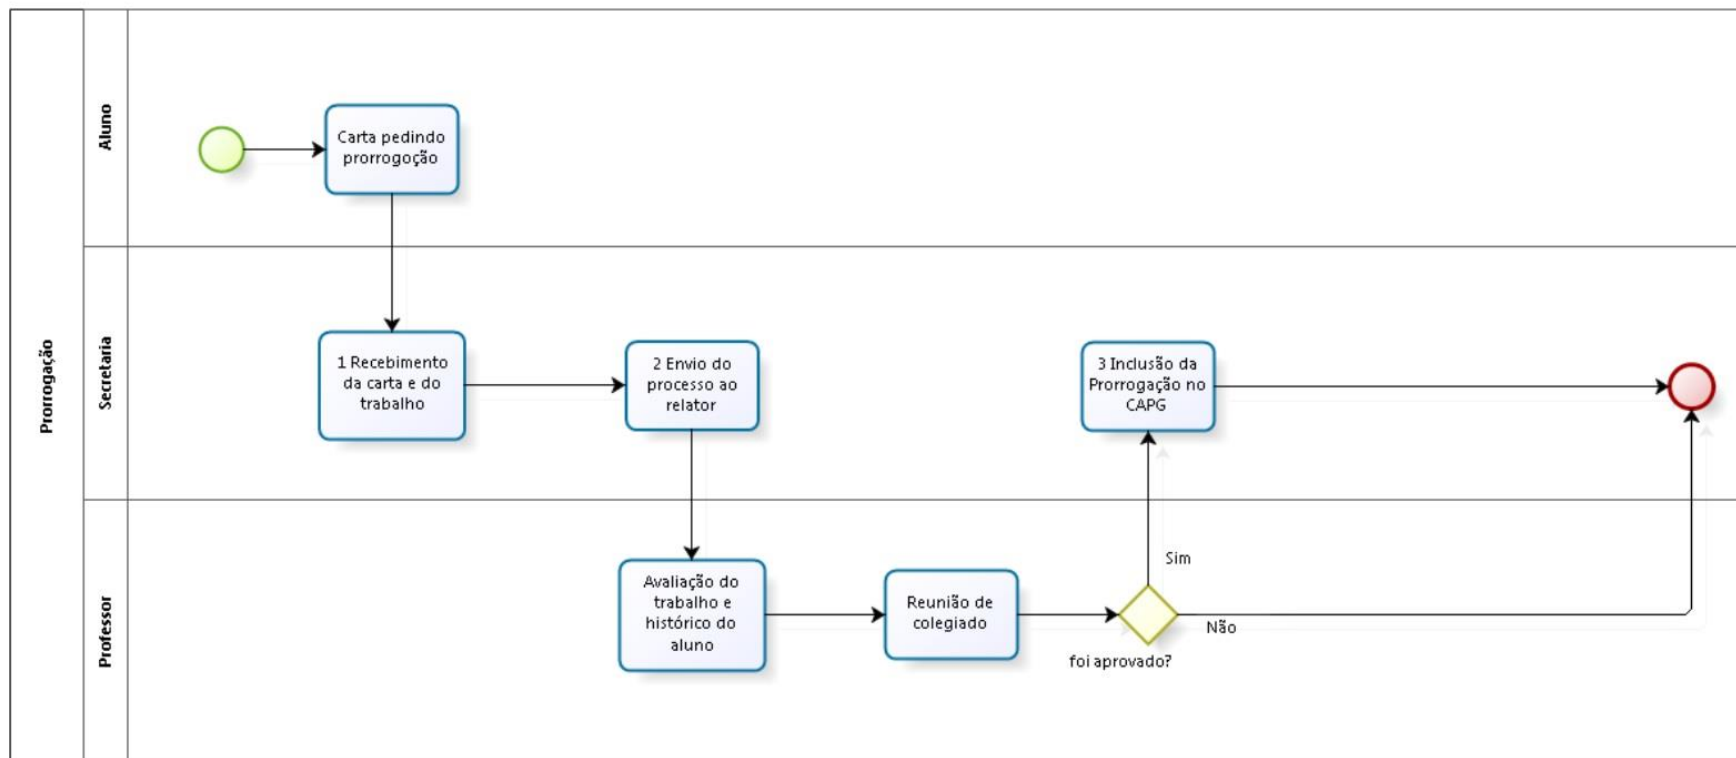 Prorrogação
Aluno
Carta pedindo
prorrogoção
Secretaria
1 Recebimento
da carta e do
trabalho
2 Envio do
processo ao
relator
3 Inclusão da
Prorrogação no
CAPG
Professor
Avaliação do
trabalho e
histórico do
aluno
Reunião de
colegiado
foi aprovado?
Sim
Não